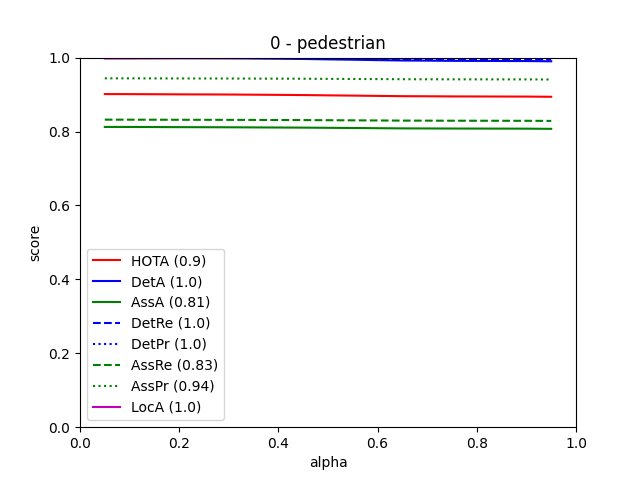 0 - pedestrian
1.0
0.8
0.6
0.4
0.2
0.0
score
HOTA (0.9)
DetA (1.0)
AssA (0.81)
DetRe (1.0)
DetPr (1.0)
AssRe (0.83)
AssPr (0.94)
LocA (1.0)
0.0 0.2 0.4 0.6 0.8 1.0
alpha